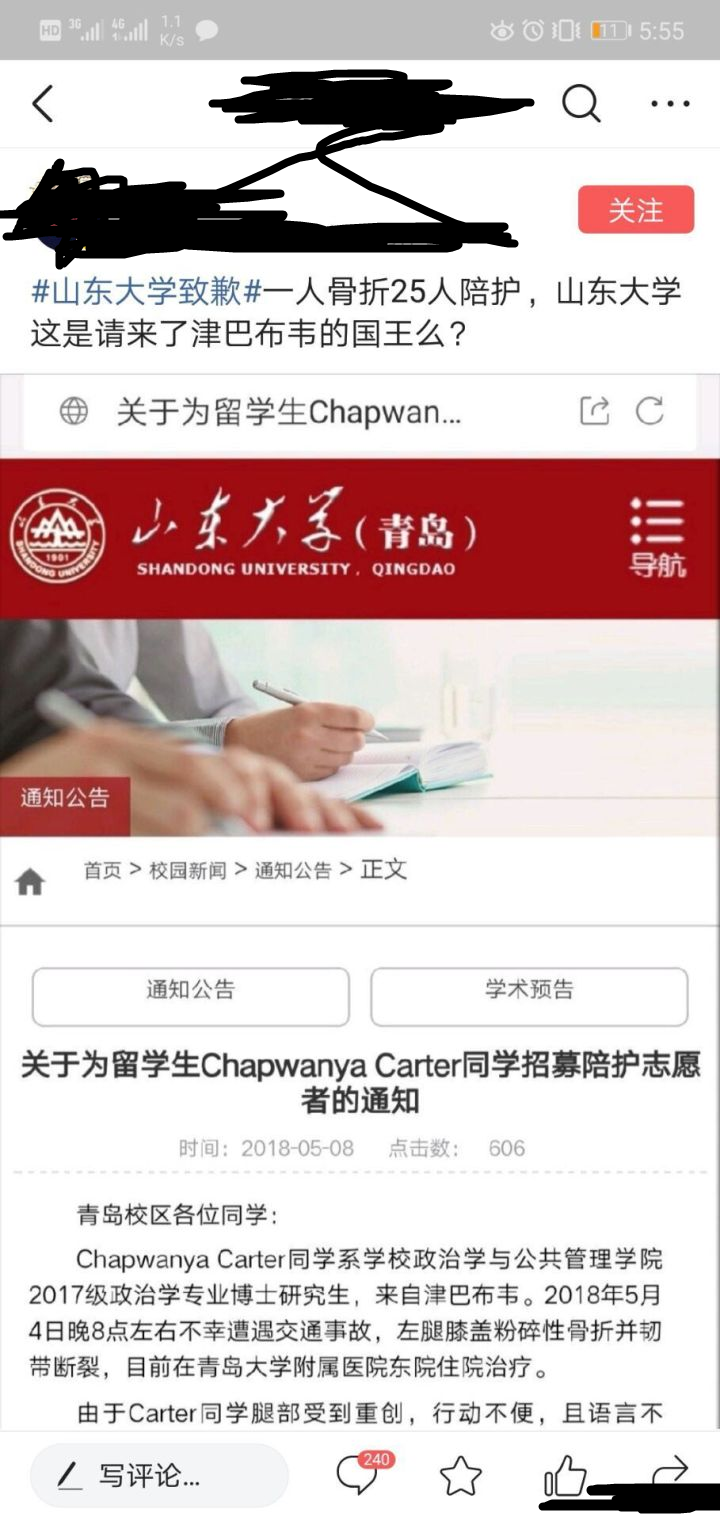 HD 3G 4G 1.1 K/s 11 5:55
关注
#山东大学致歉#一人骨折25人陪护，山东大学
这是请来了津巴布韦的国王么？
关于为留学生Chapwan...
山东大学（青岛）
SHANDONG UNIVERSITY, QINGDAO
1901
SHANDONG UNIVERSITY
导航
通知公告
首页 > 校园新闻 > 通知公告 > 正文
通知公告
学术预告
关于为留学生Chapwanya Carter同学招募陪护志愿
者的通知
时间：2018-05-08 点击数： 606
青岛校区各位同学：
Chapwanya Carter同学系学校政治学与公共管理学院
2017级政治学专业博士研究生，来自津巴布韦。2018年5月
4日晚8点左右不幸遭遇交通事故，左腿膝盖粉碎性骨折并韧
带断裂，目前在青岛大学附属医院东院住院治疗。
由于Carter同学腿部受到重创，行动不便，且语言不
写评论...
240